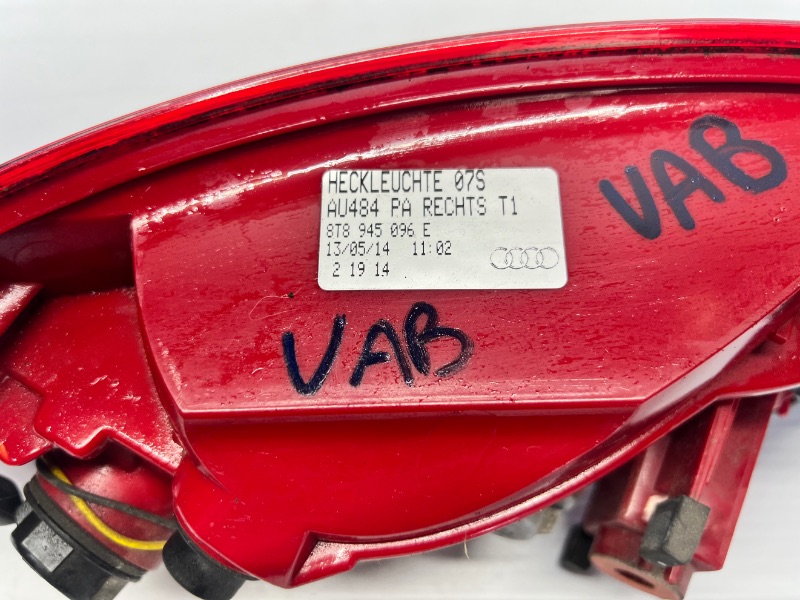 HECKLEUCHTE 07S
AU484 PA RECHTS T1
8T8 945 096 E
13/05/14 11:02
2 19 14
VAB
VAB